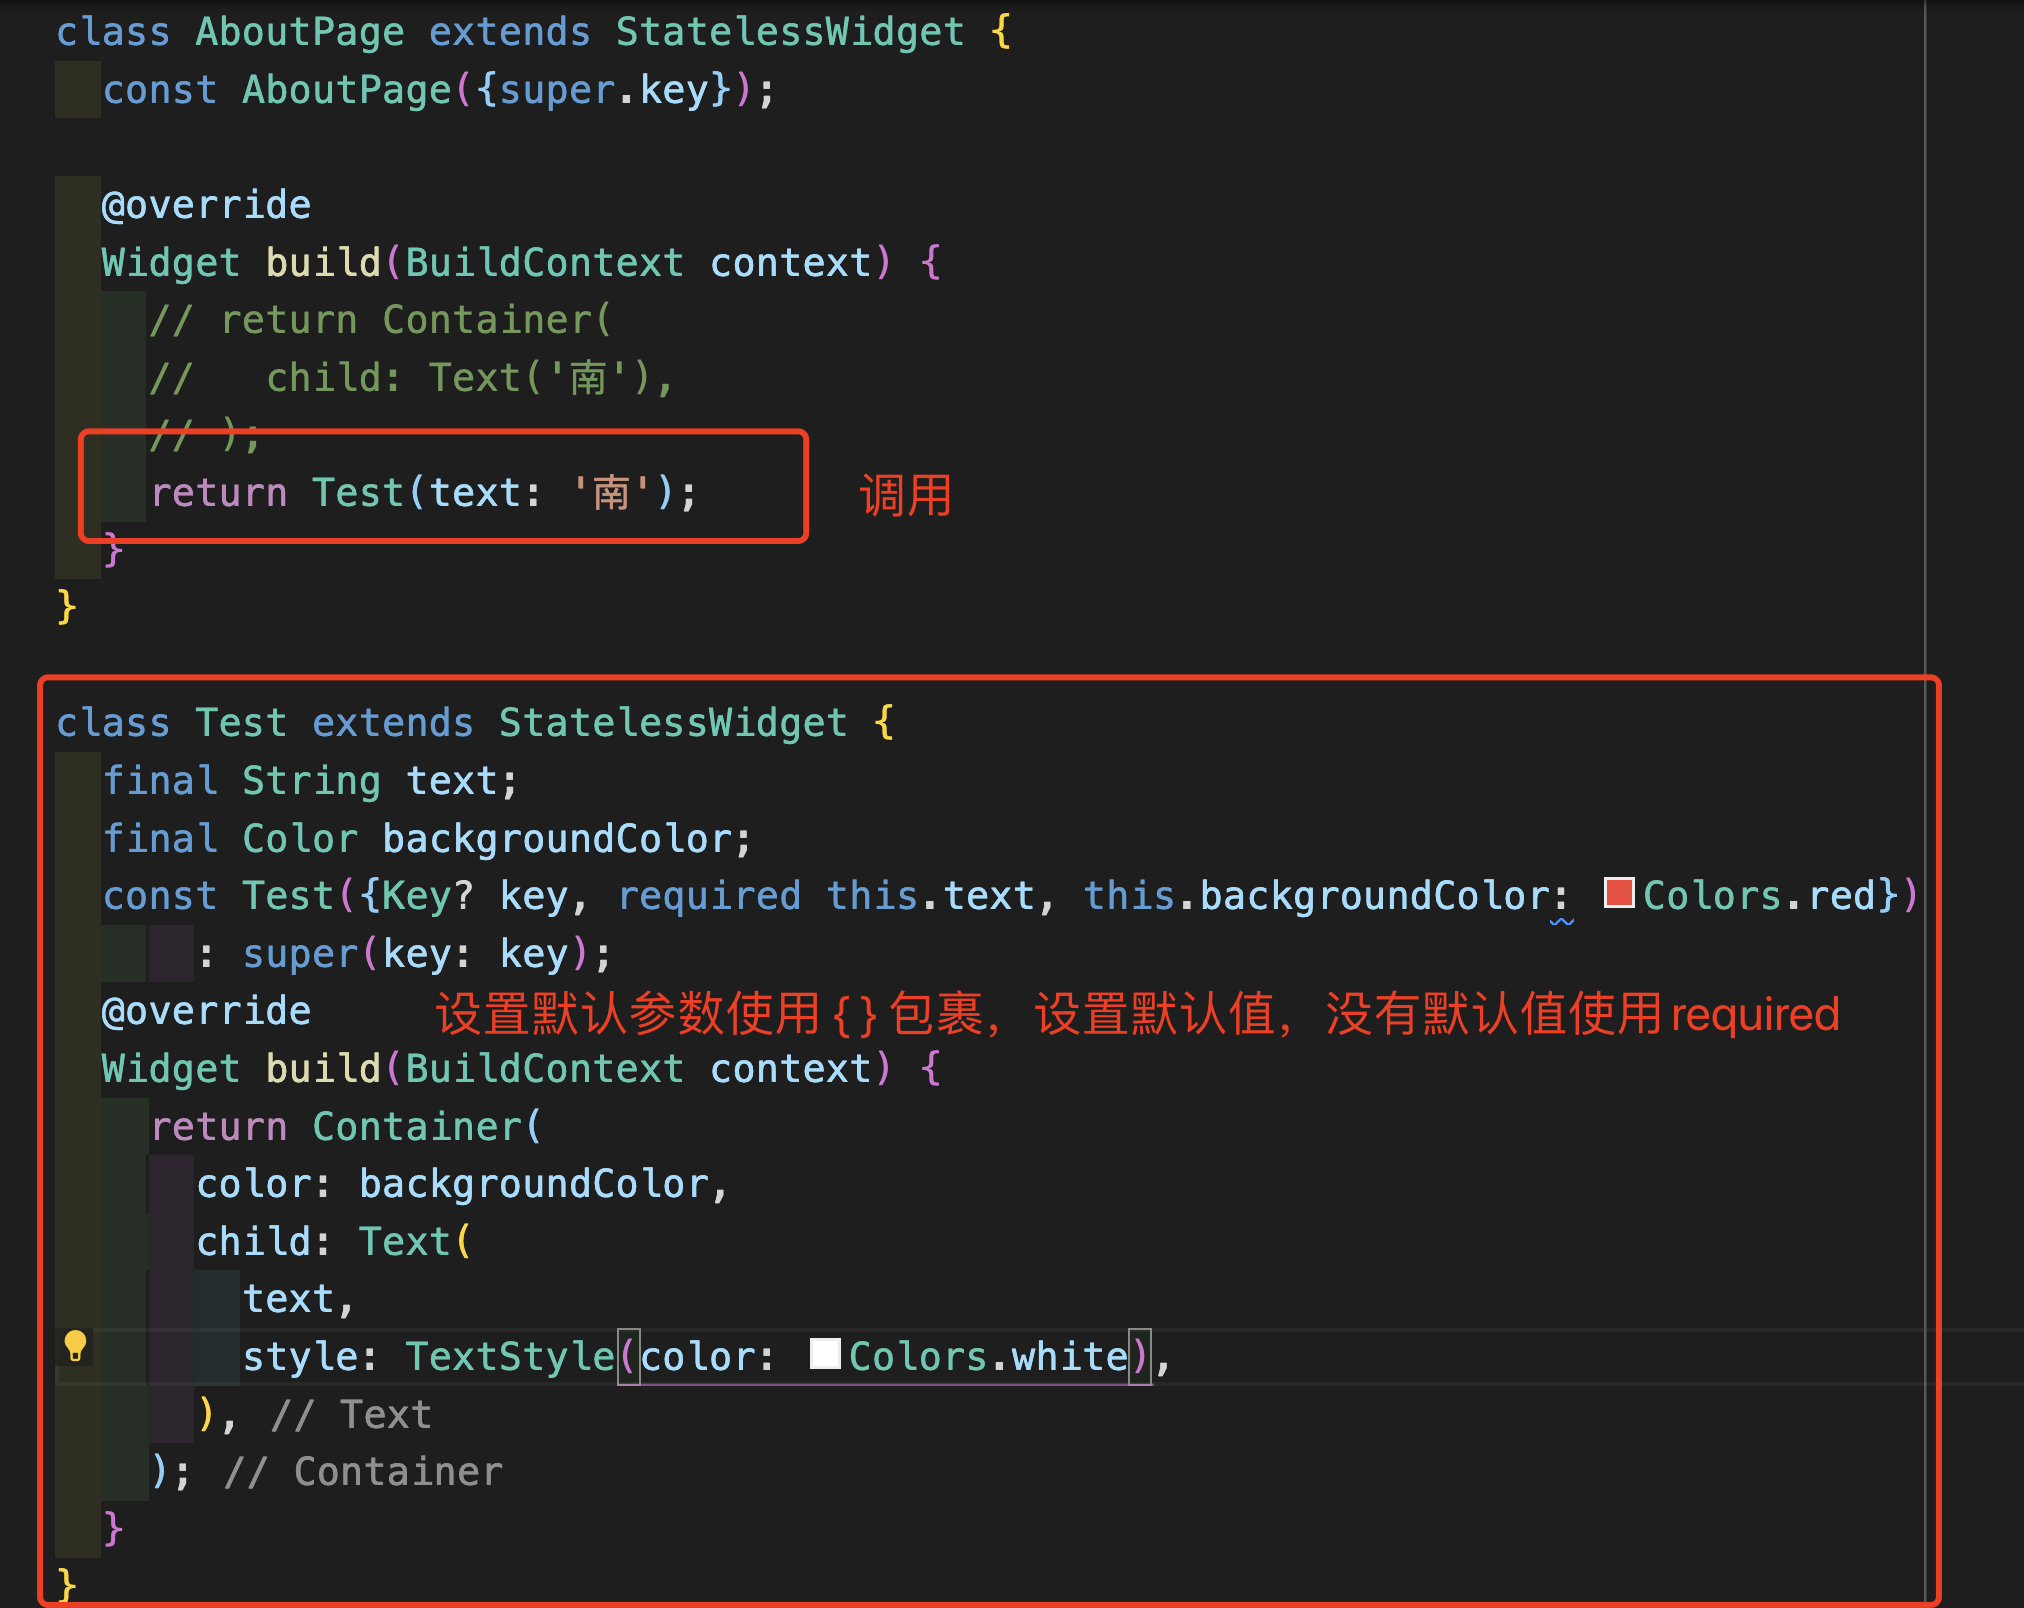 class AboutPage extends StatelessWidget {
const AboutPage({super.key});
@override
Widget build(BuildContext context) {
// return Container(
//   child: Text('南'),
// );
return Test(text: '南');
调用
}
}
class Test extends StatelessWidget {
final String text;
final Color backgroundColor;
const Test({Key? key, required this.text, this.backgroundColor: Colors.red})
: super(key: key);
@override
设置默认参数使用{}包裹，设置默认值，没有默认值使用required
Widget build(BuildContext context) {
return Container(
color: backgroundColor,
child: Text(
text,
style: TextStyle(color: Colors.white),
), // Text
); // Container
}
}